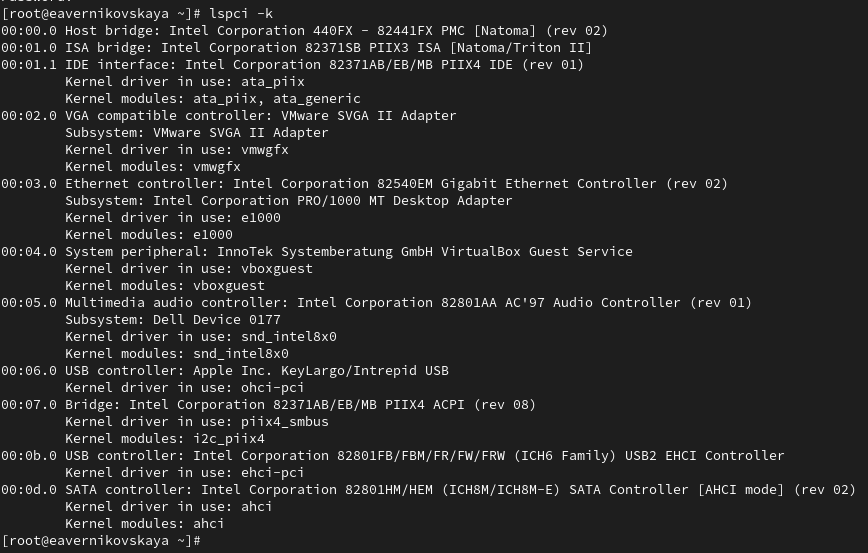 [root@eavernikovskaya ~]# lspci -k
00:00.0 Host bridge: Intel Corporation 440FX - 82441FX PMC [Natoma] (rev 02)
00:01.0 ISA bridge: Intel Corporation 82371SB PIIX3 ISA [Natoma/Triton II]
00:01.1 IDE interface: Intel Corporation 82371AB/EB/MB PIIX4 IDE (rev 01)
        Kernel driver in use: ata_piix
        Kernel modules: ata_piix, ata_generic
00:02.0 VGA compatible controller: VMware SVGA II Adapter
        Subsystem: VMware SVGA II Adapter
        Kernel driver in use: vmwgfx
        Kernel modules: vmwgfx
00:03.0 Ethernet controller: Intel Corporation 82540EM Gigabit Ethernet Controller (rev 02)
        Subsystem: Intel Corporation PRO/1000 MT Desktop Adapter
        Kernel driver in use: e1000
        Kernel modules: e1000
00:04.0 System peripheral: InnoTek Systemberatung GmbH VirtualBox Guest Service
        Kernel driver in use: vboxguest
        Kernel modules: vboxguest
00:05.0 Multimedia audio controller: Intel Corporation 82801AA AC'97 Audio Controller (rev 01)
        Subsystem: Dell Device 0177
        Kernel driver in use: snd_intel8x0
        Kernel modules: snd_intel8x0
00:06.0 USB controller: Apple Inc. KeyLargo/Intrepid USB
        Kernel driver in use: ohci-pci
00:07.0 Bridge: Intel Corporation 82371AB/EB/MB PIIX4 ACPI (rev 08)
        Kernel driver in use: piix4_smbus
        Kernel modules: i2c_piix4
00:0b.0 USB controller: Intel Corporation 82801FB/FBM/FR/FW/FRW (ICH6 Family) USB2 EHCI Controller
        Kernel driver in use: ehci-pci
00:0d.0 SATA controller: Intel Corporation 82801HM/HEM (ICH8M/ICH8M-E) SATA Controller [AHCI mode] (rev 02)
        Kernel driver in use: ahci
        Kernel modules: ahci
[root@eavernikovskaya ~]#